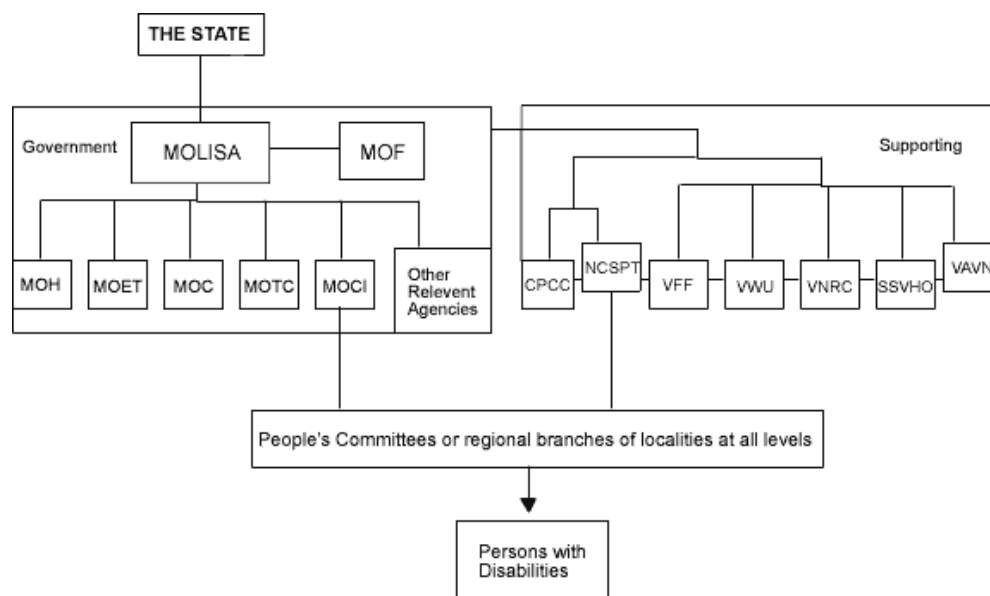 THE STATE
Government
MOLISA
MOF
MOH
MOET
MOC
MOTC
MOCI
Other
Relevent
Agencies
Supporting
CPCC
NCSPT
VFF
VWU
VNRC
SSVHO
VAVN
People's Committees or regional branches of localities at all levels
Persons with
Disabilities